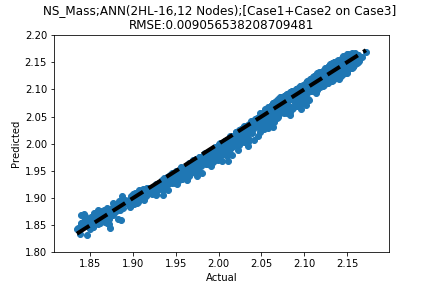 NS_Mass;ANN(2HL-16,12 Nodes);[Case1+Case2 on Case3]
RMSE:0.009056538208709481
2.20
2.15
2.10
2.05
2.00
1.95
1.90
1.85
1.80
Predicted
1.85 1.90 1.95 2.00 2.05 2.10 2.15
Actual